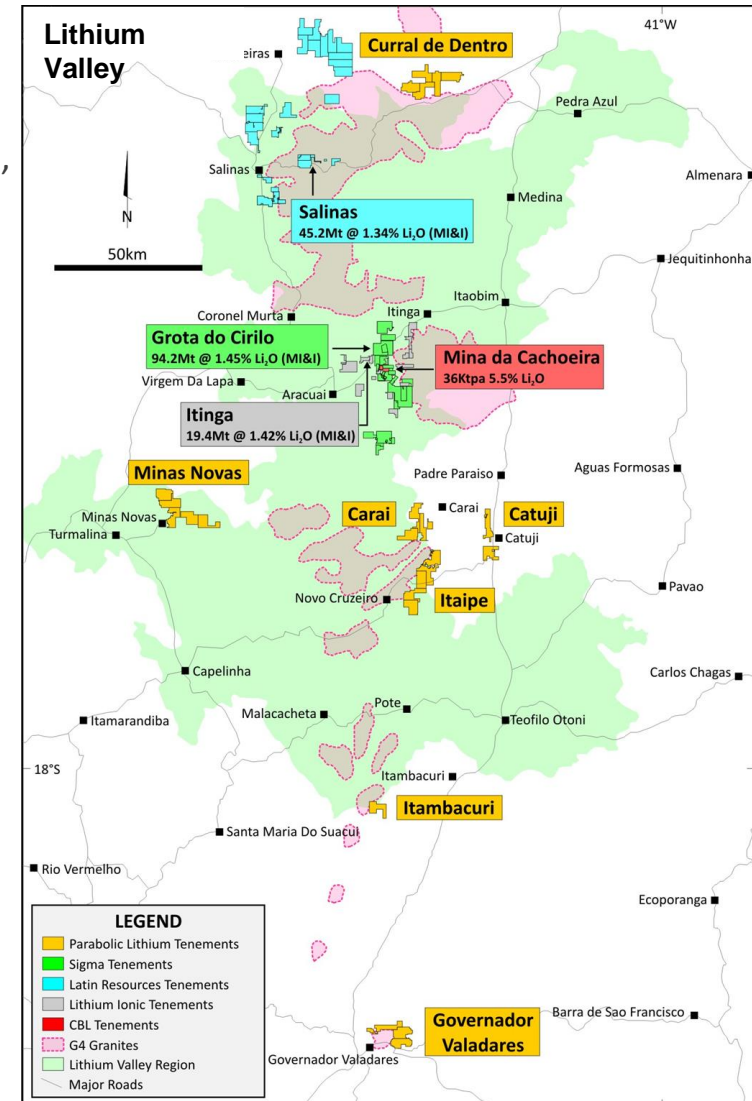 Lithium
Valley
41°W
eiras
Curral de Dentro
Pedra Azul
,
Salinas
Almenara
N
Medina
Salinas
45.2Mt @ 1.34% Li₂O (MI&I)
50km
Jequitinhonha
Itaobim
Coronel Murta
Itinga
Grota do Cirilo
94.2Mt @ 1.45% Li₂O (MI&I)
Mina da Cachoeira
36Ktpa 5.5% Li₂O
Virgem Da Lapa
Aracuai
Itinga
19.4Mt @ 1.42% Li₂O (MI&I)
Minas Novas
Padre Paraiso
Aguas Formosas
Carai
Carai
Catuji
Minas Novas
Turmalina
Catuji
Novo Cruzeiro
Itaipe
Pavao
Capelinha
Carlos Chagas
Itamarandiba
Malacacheta
Pote
Teofilo Otoni
18°S
Itambacuri
Itambacuri
Santa Maria Do Suacui
Rio Vermelho
Ecoporanga
LEGEND
Parabolic Lithium Tenements
Sigma Tenements
Latin Resources Tenements
Lithium Ionic Tenements
CBL Tenements
G4 Granites
Lithium Valley Region
Major Roads
Governador
Valadares
Barra de Sao Francisco
Governador Valadares